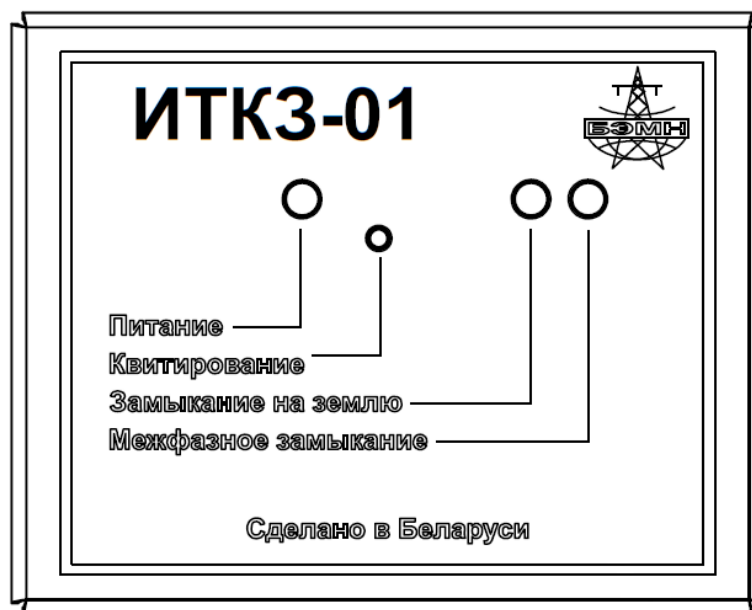 ИТКЗ-01
БЭМН
Питание
Квитирование
Замыкание на землю
Межфазное замыкание
Сделано в Беларуси